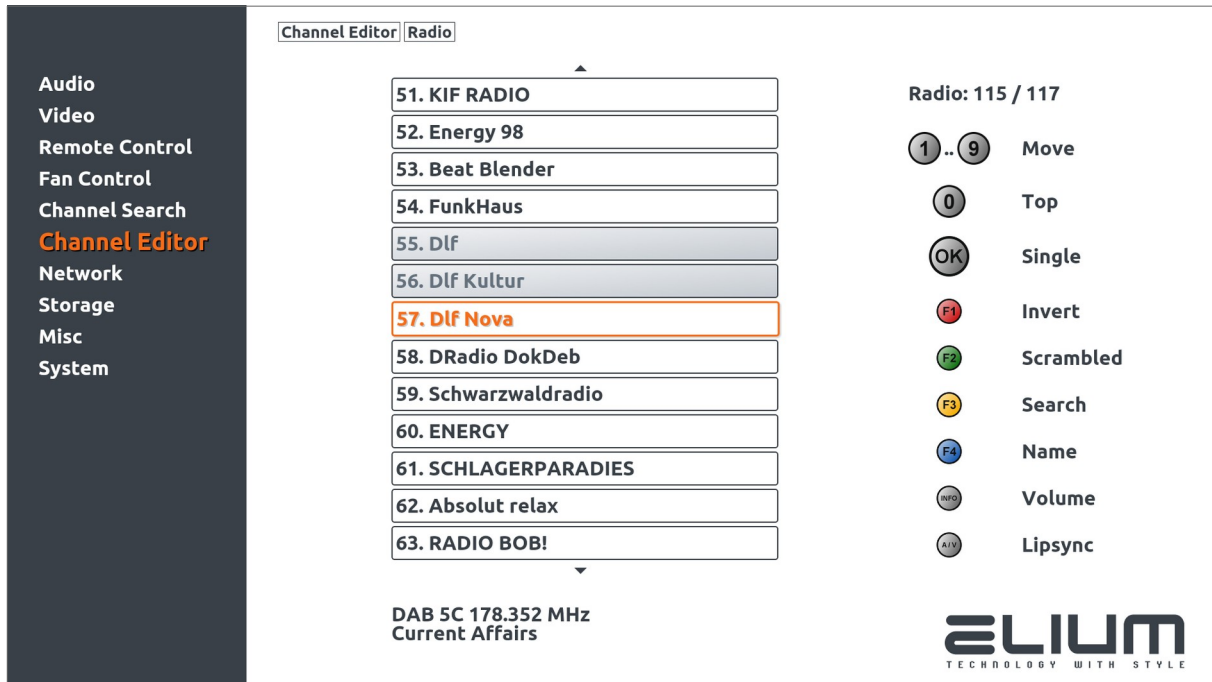 Channel Editor Radio
Audio
Video
Remote Control
Fan Control
Channel Search
Channel Editor
Network
Storage
Misc
System
51. KIF RADIO
52. Energy 98
53. Beat Blender
54. FunkHaus
55. Dlf
56. Dlf Kultur
57. Dlf Nova
58. DRadio DokDeb
59. Schwarzwaldradio
60. ENERGY
61. SCHLAGERPARADIES
62. Absolut relax
63. RADIO BOB!
DAB 5C 178.352 MHz
Current Affairs
Radio: 115 / 117
1 .. 9 Move
0 Top
OK Single
F1 Invert
F2 Scrambled
F3 Search
F4 Name
INFO Volume
A/V Lipsync
ELIUM
TECHNOLOGY WITH STYLE